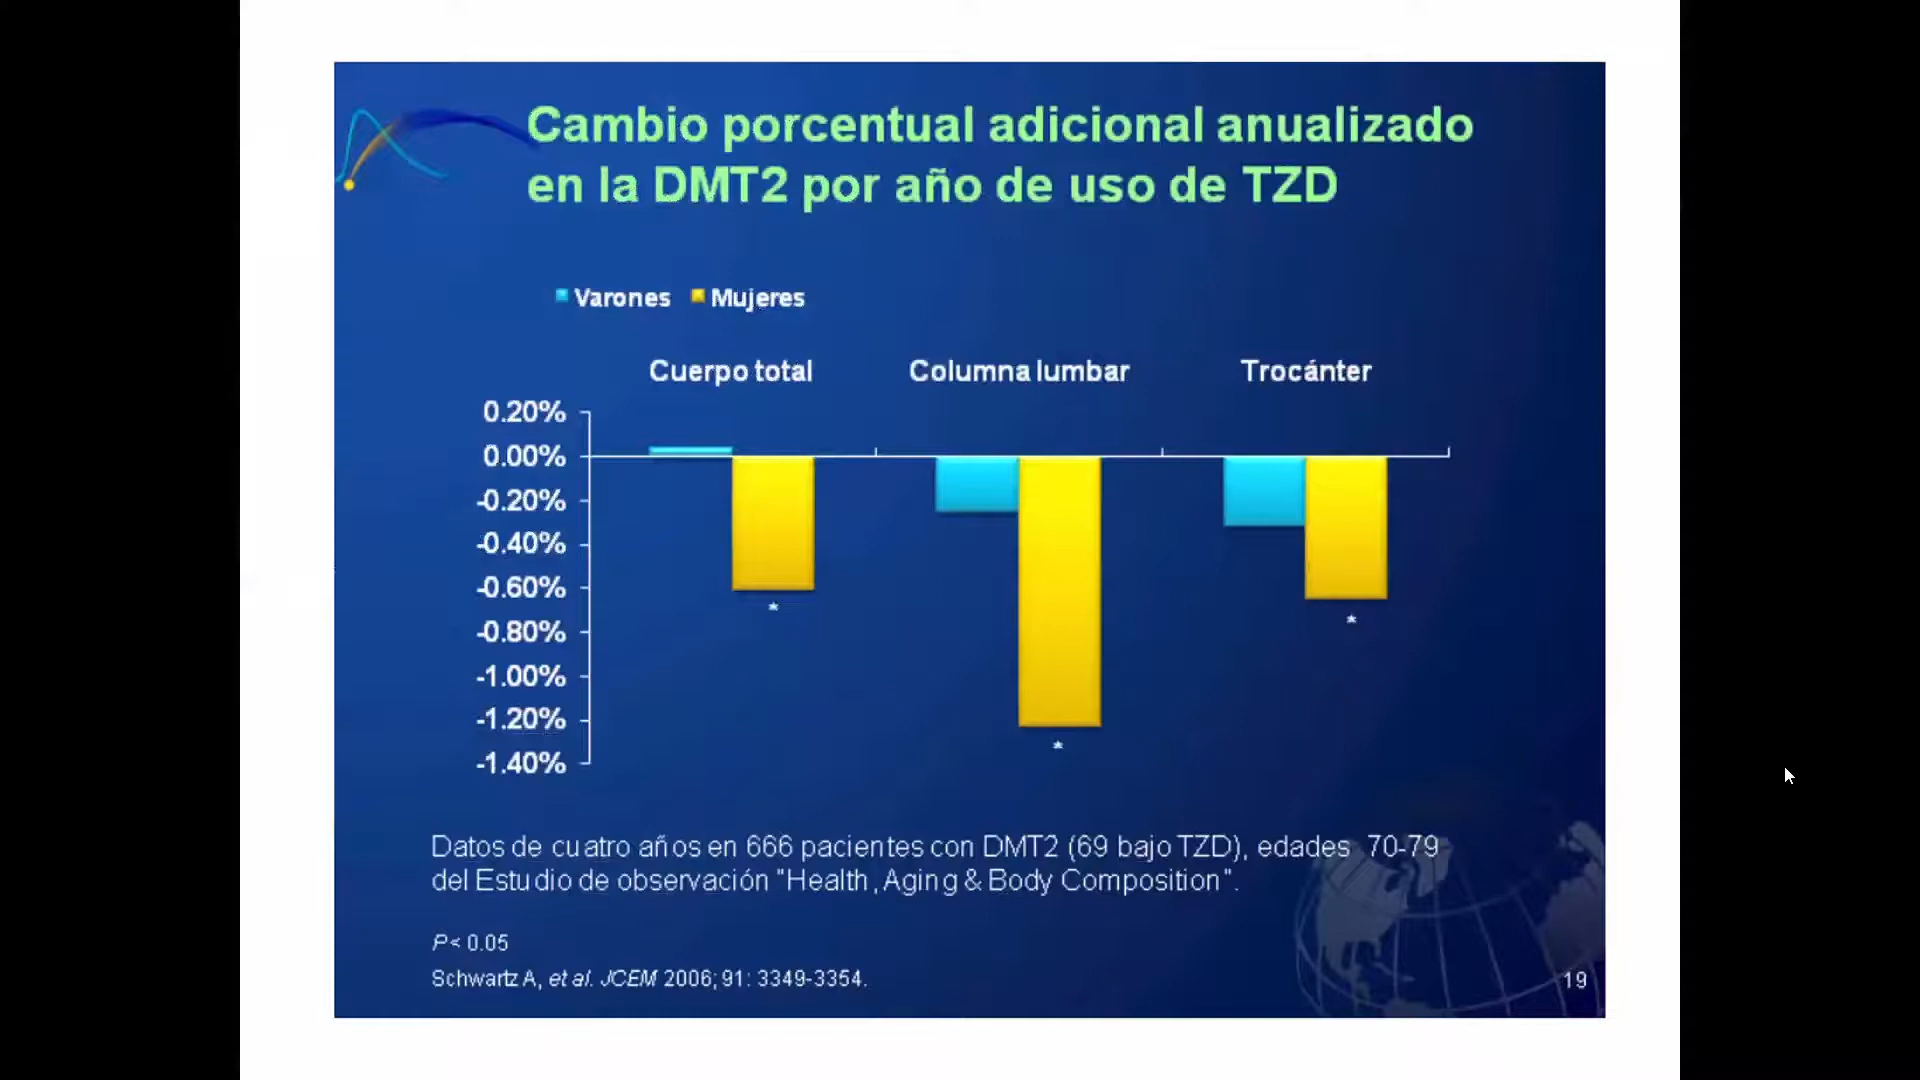 Cambio porcentual adicional anualizado
en la DMT2 por año de uso de TZD
Varones Mujeres
Cuerpo total Columna lumbar Trocánter
0.20%
0.00%
-0.20%
-0.40%
-0.60%
-0.80%
-1.00%
-1.20%
-1.40%
*
*
*
Datos de cuatro años en 666 pacientes con DMT2 (69 bajo TZD), edades 70-79
del Estudio de observación "Health, Aging & Body Composition".
P< 0.05
Schwartz A, et al. JCEM 2006; 91: 3349-3354.
19